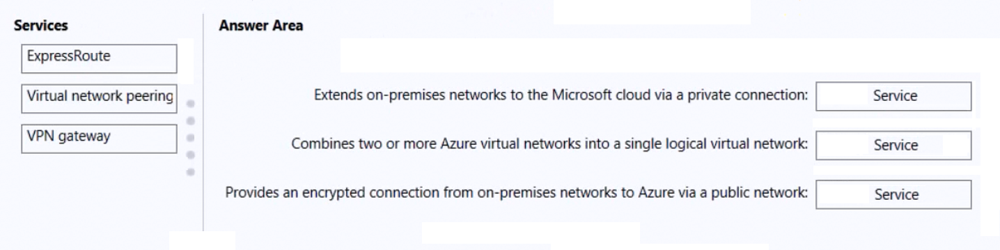 Services
ExpressRoute
Virtual network peering
VPN gateway
Answer Area
Extends on-premises networks to the Microsoft cloud via a private connection: Service
Combines two or more Azure virtual networks into a single logical virtual network: Service
Provides an encrypted connection from on-premises networks to Azure via a public network: Service